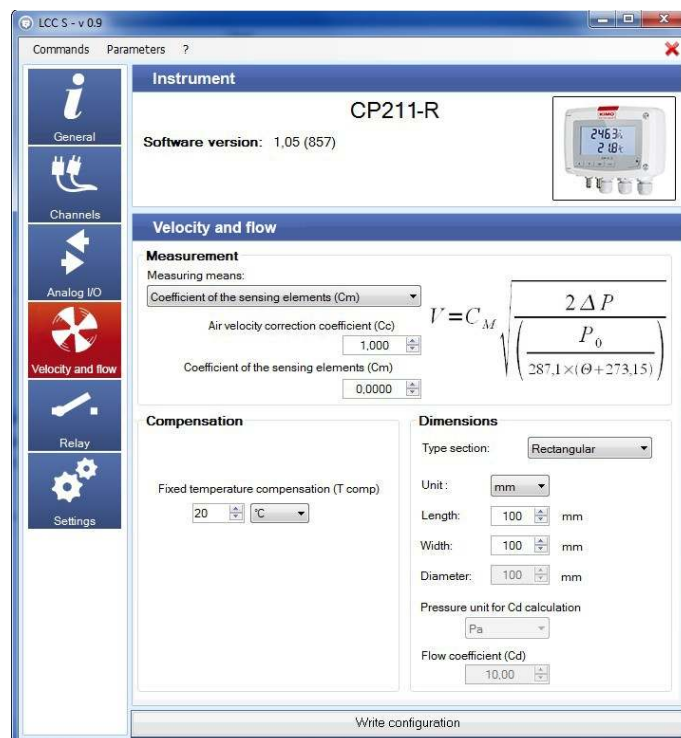 LCC S - v 0.9
Commands Parameters ?
General
Channels
Analog I/O
Velocity and flow
Relay
Settings
Instrument
CP211-R
Software version: 1,05 (857)
KIMO
Velocity and flow
Measurement
Measuring means:
Coefficient of the sensing elements (Cm)
Air velocity correction coefficient (Cc)
1,000
Coefficient of the sensing elements (Cm)
0,0000
V = C_M √(2 Δ P / (P_0 / (287,1×(Θ+273,15))))
Compensation
Fixed temperature compensation (T comp)
20 °C
Dimensions
Type section: Rectangular
Unit : mm
Length: 100 mm
Width: 100 mm
Diameter: 100 mm
Pressure unit for Cd calculation
Pa
Flow coefficient (Cd)
10,00
Write configuration